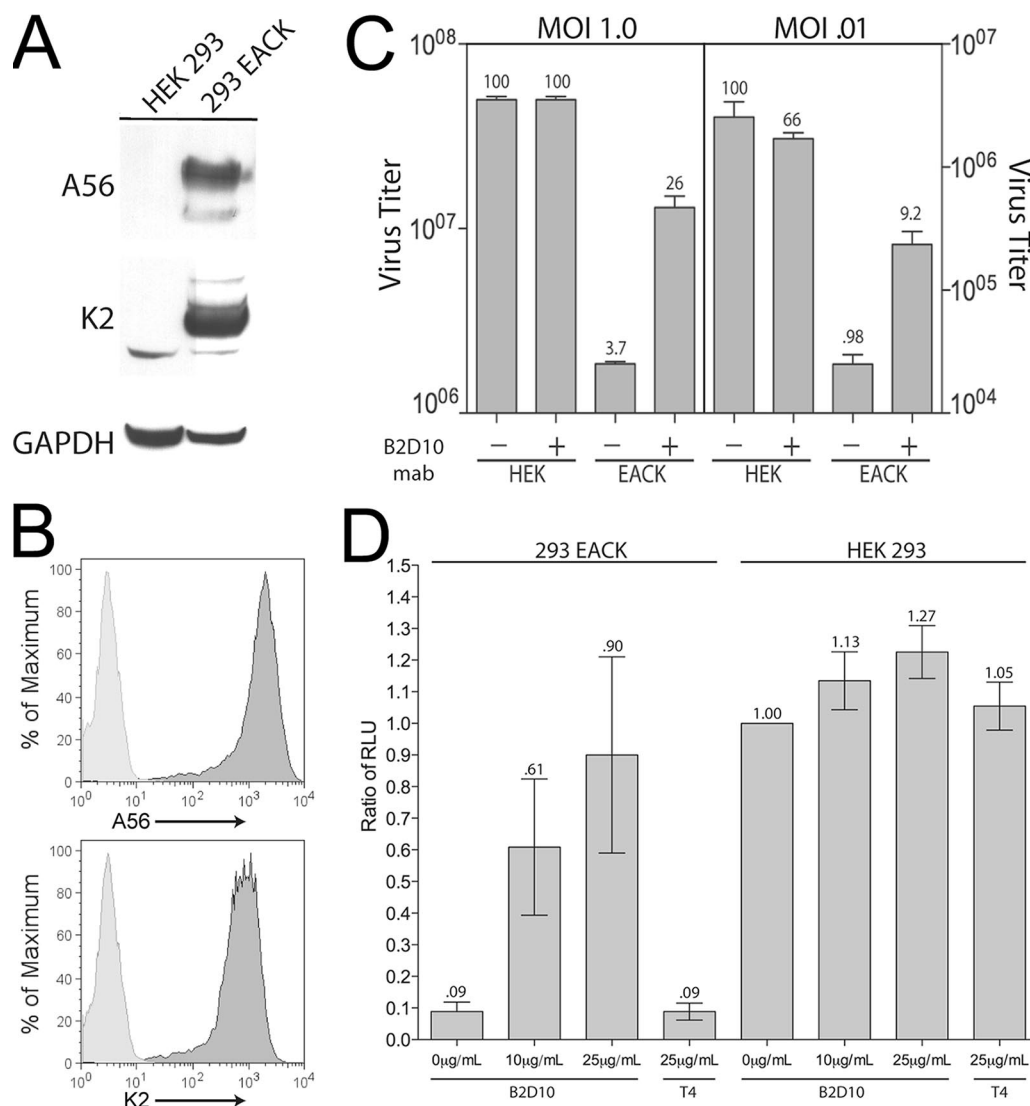 A
HEK 293
293 EACK
A56
K2
GAPDH
B
% of Maximum
100
80
60
40
20
0
10^0 10^1 10^2 10^3 10^4
A56
% of Maximum
100
80
60
40
20
0
10^0 10^1 10^2 10^3 10^4
K2
C
MOI 1.0 MOI .01
Virus Titer
10^08
10^07
10^06
100 100 3.7 26 100 66 .98 9.2
10^07
10^06
10^05
10^04
Virus Titer
B2D10 mab
− + − + − + − +
HEK EACK HEK EACK
D
293 EACK HEK 293
Ratio of RLU
1.5
1.4
1.3
1.2
1.1
1.0
0.9
0.8
0.7
0.6
0.5
0.4
0.3
0.2
0.1
0.0
.09 .61 .90 .09 1.00 1.13 1.27 1.05
0µg/mL 10µg/mL 25µg/mL 25µg/mL 0µg/mL 10µg/mL 25µg/mL 25µg/mL
B2D10 T4 B2D10 T4